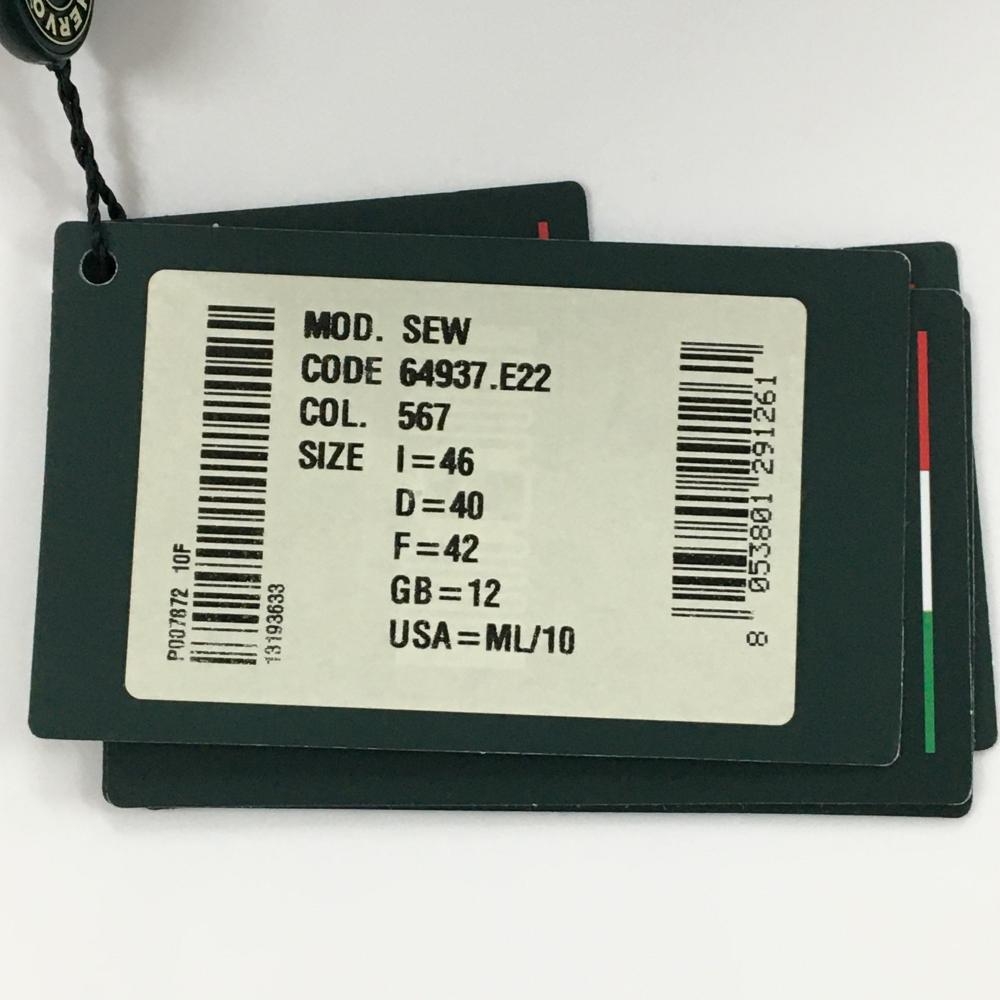 MOD. SEW
CODE 64937.E22
COL. 567
SIZE I=46
D=40
F=42
GB=12
USA=ML/10
P007872 10F
13193633
8 053801 291261